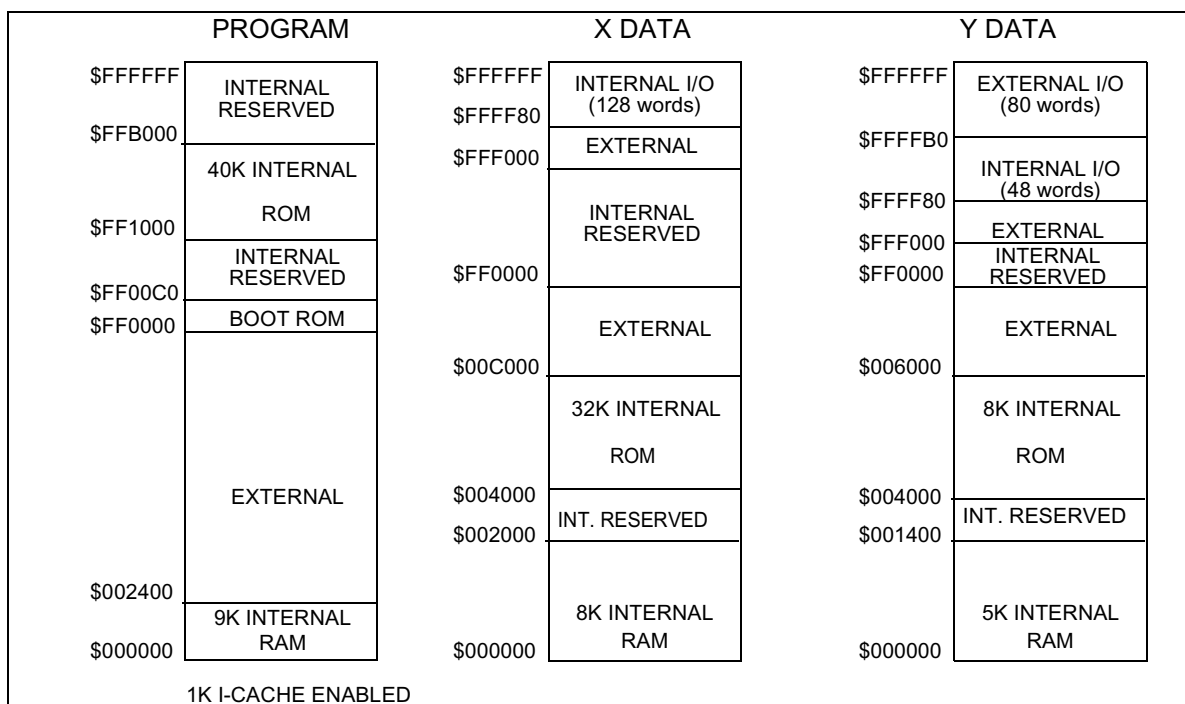 PROGRAM
$FFFFFF
INTERNAL
RESERVED
$FFB000
40K INTERNAL
ROM
$FF1000
INTERNAL
RESERVED
$FF00C0
BOOT ROM
$FF0000
EXTERNAL
$002400
9K INTERNAL
RAM
$000000
1K I-CACHE ENABLED
X DATA
$FFFFFF
INTERNAL I/O
(128 words)
$FFFF80
EXTERNAL
$FFF000
INTERNAL
RESERVED
$FF0000
EXTERNAL
$00C000
32K INTERNAL
ROM
$004000
INT. RESERVED
$002000
8K INTERNAL
RAM
$000000
Y DATA
$FFFFFF
EXTERNAL I/O
(80 words)
$FFFFB0
INTERNAL I/O
(48 words)
$FFFF80
EXTERNAL
$FFF000
INTERNAL
RESERVED
$FF0000
EXTERNAL
$006000
8K INTERNAL
ROM
$004000
INT. RESERVED
$001400
5K INTERNAL
RAM
$000000